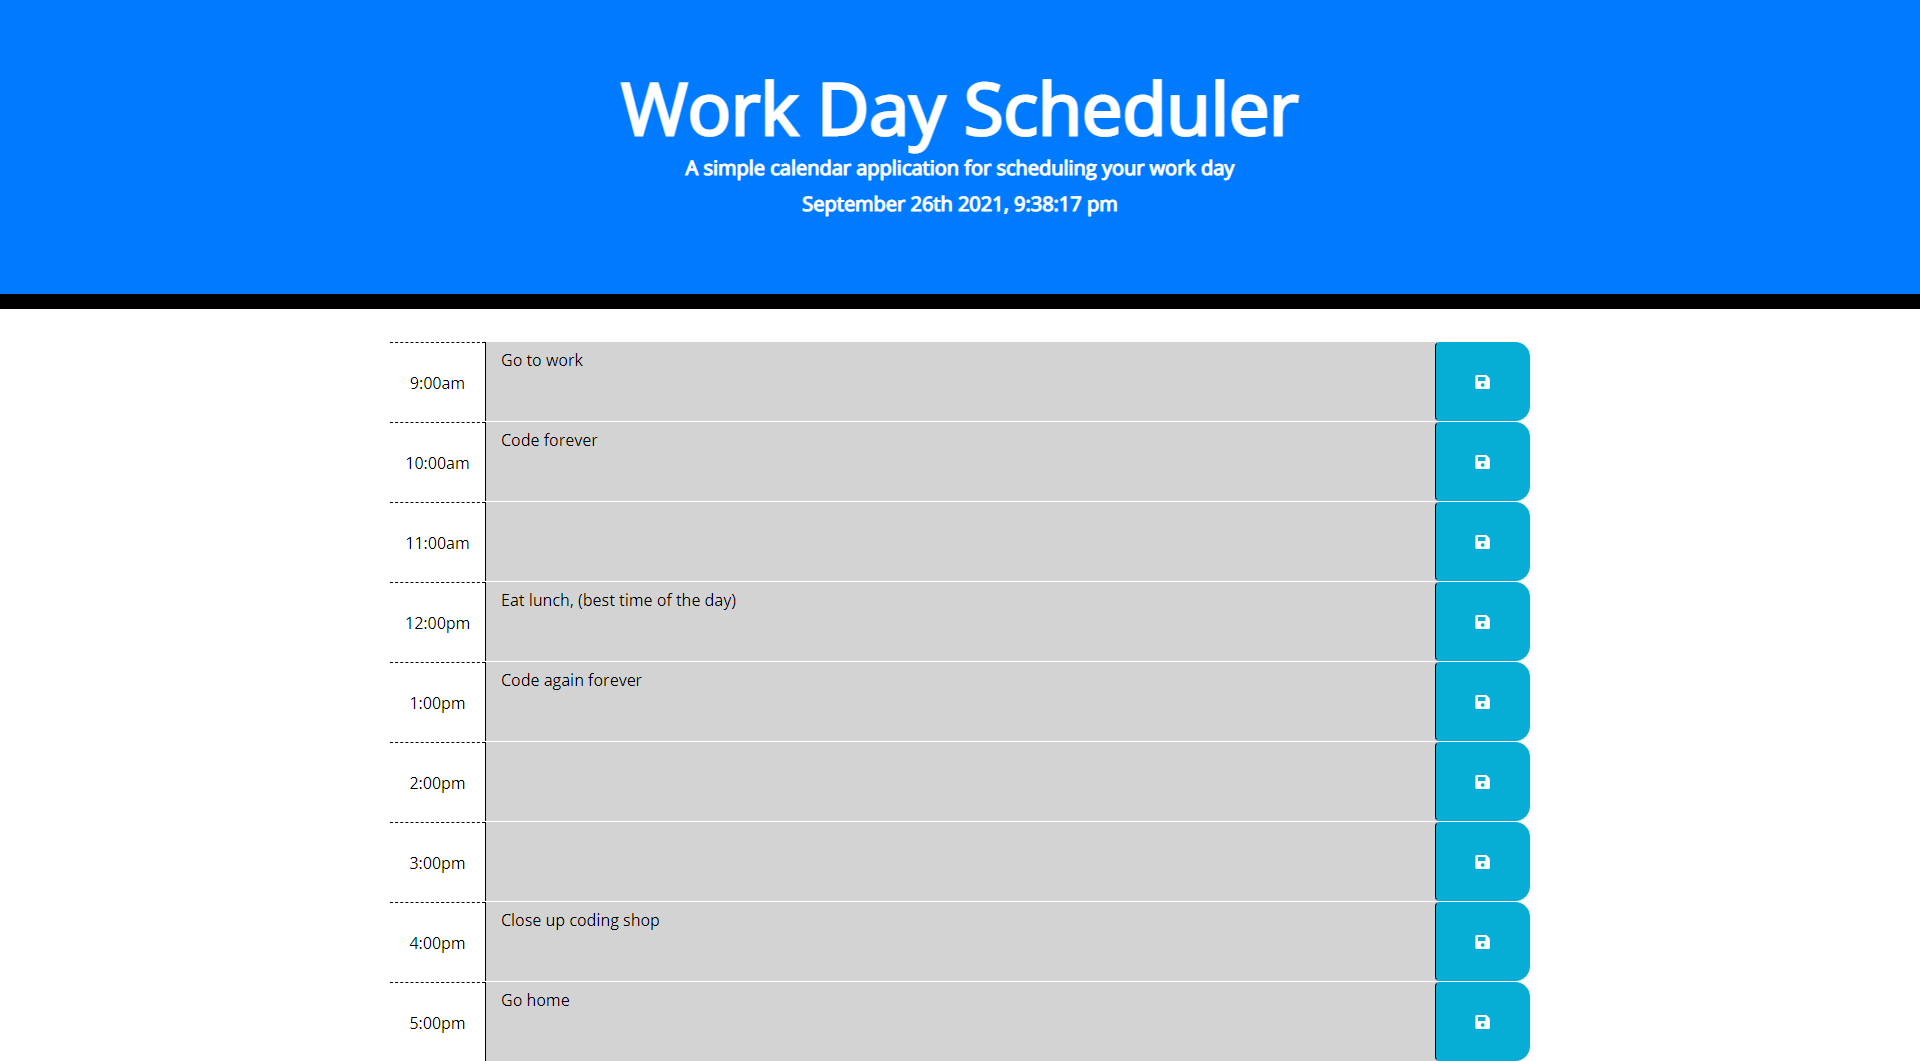 Work Day Scheduler
A simple calendar application for scheduling your work day
September 26th 2021, 9:38:17 pm
9:00am
Go to work
10:00am
Code forever
11:00am
12:00pm
Eat lunch, (best time of the day)
1:00pm
Code again forever
2:00pm
3:00pm
4:00pm
Close up coding shop
5:00pm
Go home